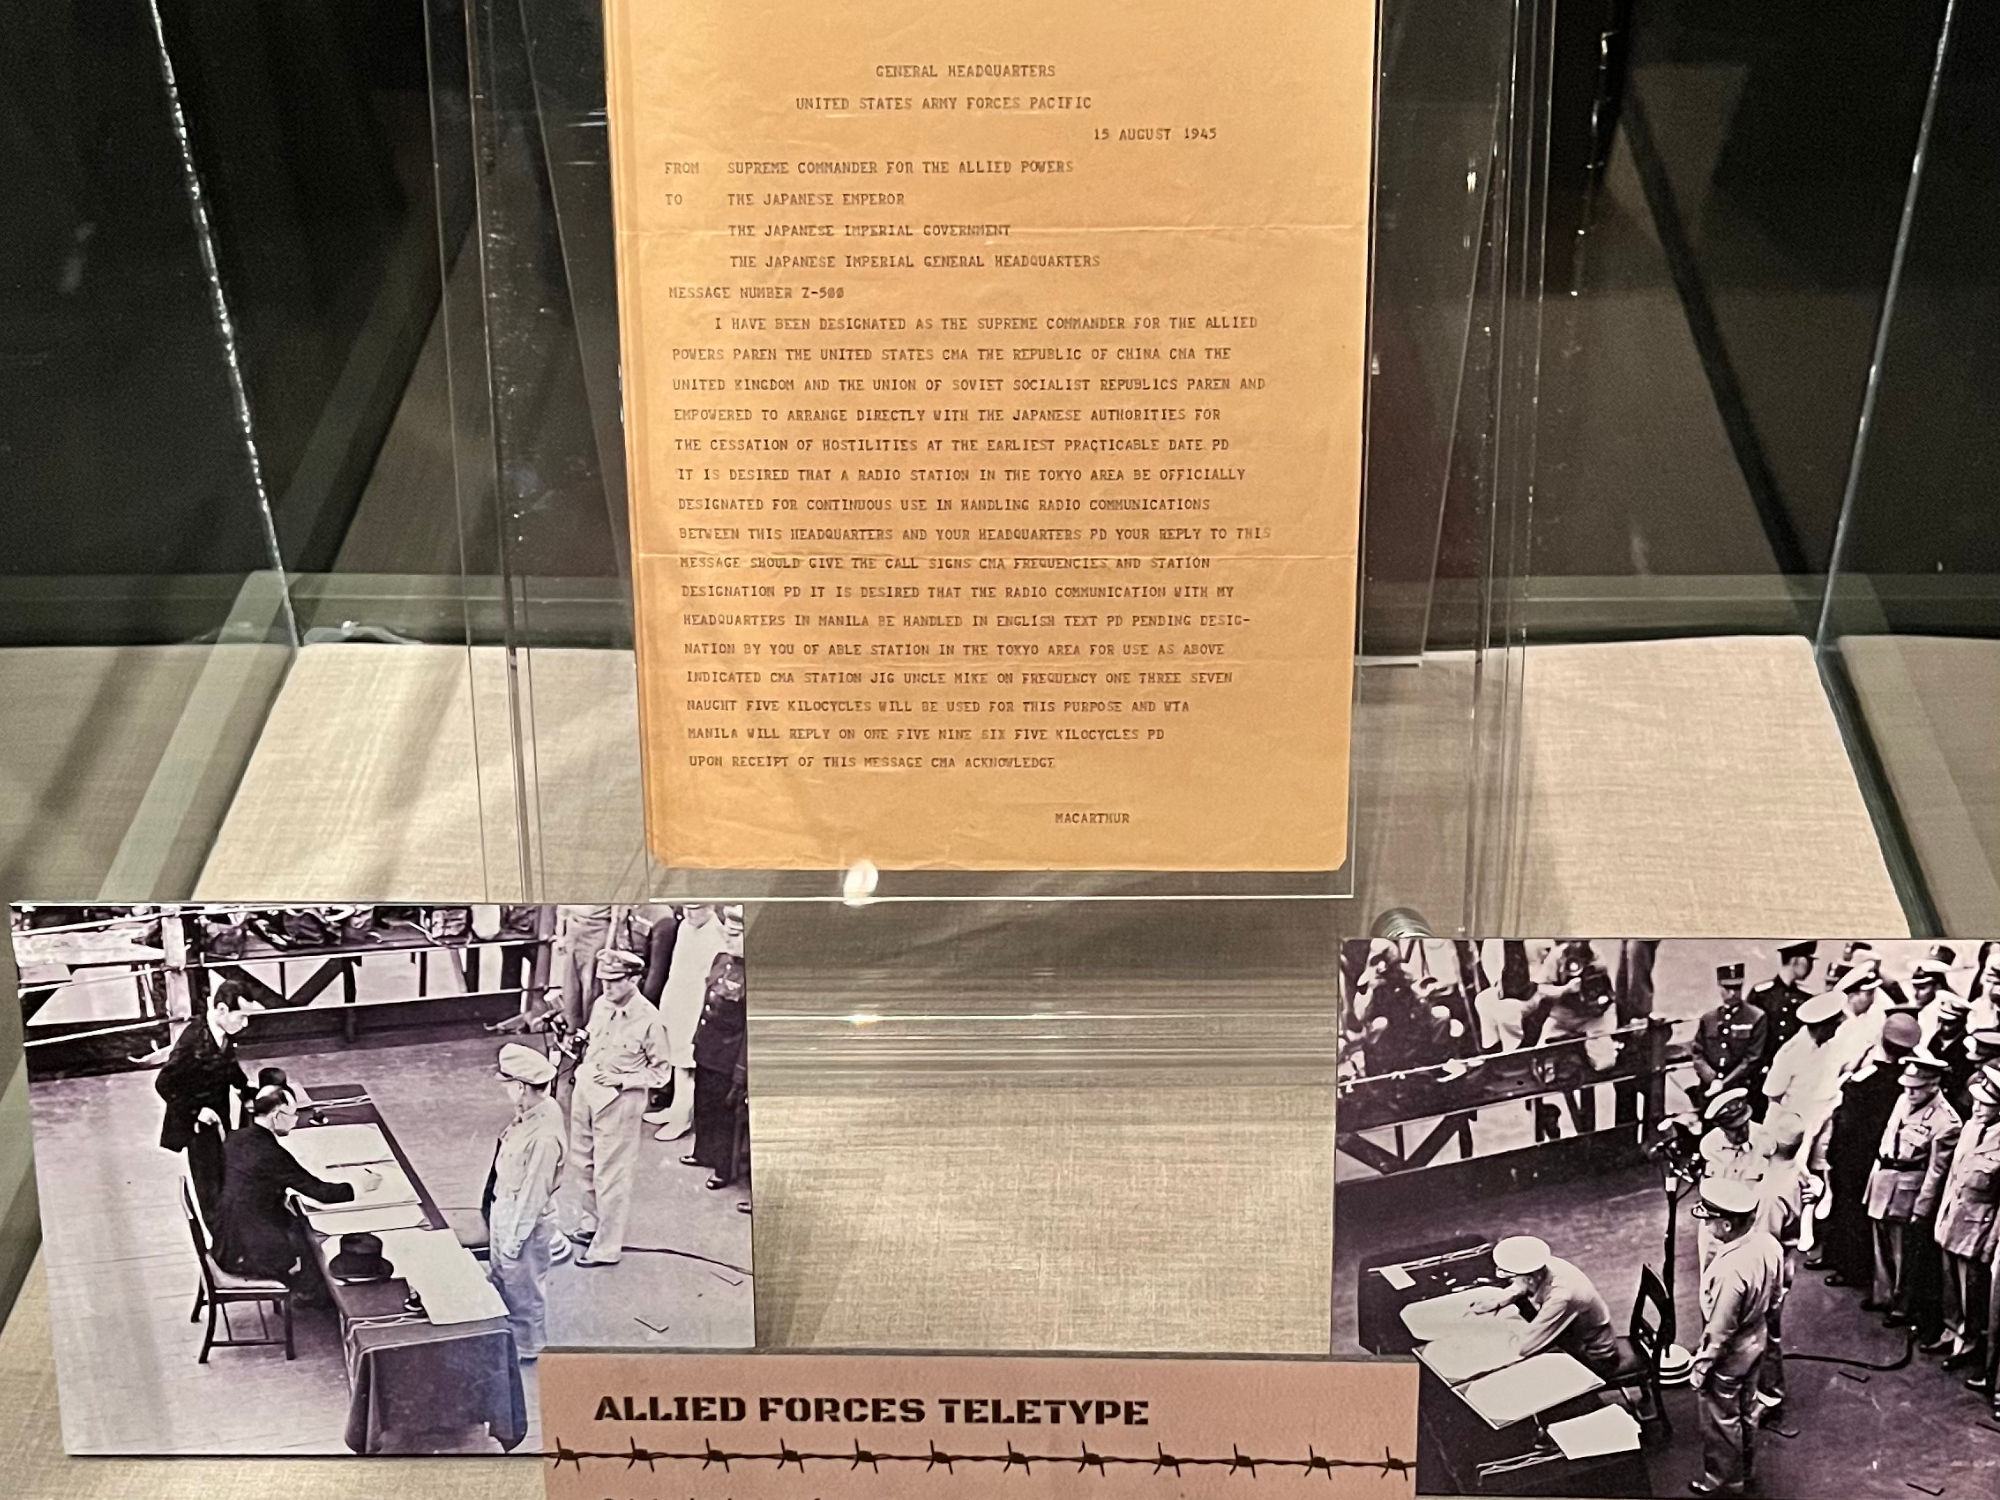 GENERAL HEADQUARTERS
UNITED STATES ARMY FORCES PACIFIC
15 AUGUST 1945
FROM SUPREME COMMANDER FOR THE ALLIED POWERS
TO THE JAPANESE EMPEROR
THE JAPANESE IMPERIAL GOVERNMENT
THE JAPANESE IMPERIAL GENERAL HEADQUARTERS
MESSAGE NUMBER Z-500
I HAVE BEEN DESIGNATED AS THE SUPREME COMMANDER FOR THE ALLIED
POWERS PAREN THE UNITED STATES CMA THE REPUBLIC OF CHINA CMA THE
UNITED KINGDOM AND THE UNION OF SOVIET SOCIALIST REPUBLICS PAREN AND
EMPOWERED TO ARRANGE DIRECTLY WITH THE JAPANESE AUTHORITIES FOR
THE CESSATION OF HOSTILITIES AT THE EARLIEST PRACTICABLE DATE PD
IT IS DESIRED THAT A RADIO STATION IN THE TOKYO AREA BE OFFICIALLY
DESIGNATED FOR CONTINUOUS USE IN HANDLING RADIO COMMUNICATIONS
BETWEEN THIS HEADQUARTERS AND YOUR HEADQUARTERS PD YOUR REPLY TO THIS
MESSAGE SHOULD GIVE THE CALL SIGNS CMA FREQUENCIES AND STATION
DESIGNATION PD IT IS DESIRED THAT THE RADIO COMMUNICATION WITH MY
HEADQUARTERS IN MANILA BE HANDLED IN ENGLISH TEXT PD PENDING DESIG-
NATION BY YOU OF ABLE STATION IN THE TOKYO AREA FOR USE AS ABOVE
INDICATED CMA STATION JIG UNCLE MIKE ON FREQUENCY ONE THREE SEVEN
NAUGHT FIVE KILOCYCLES WILL BE USED FOR THIS PURPOSE AND WTA
MANILA WILL REPLY ON ONE FIVE NINE SIX FIVE KILOCYCLES PD
UPON RECEIPT OF THIS MESSAGE CMA ACKNOWLEDGE
MACARTHUR
ALLIED FORCES TELETYPE